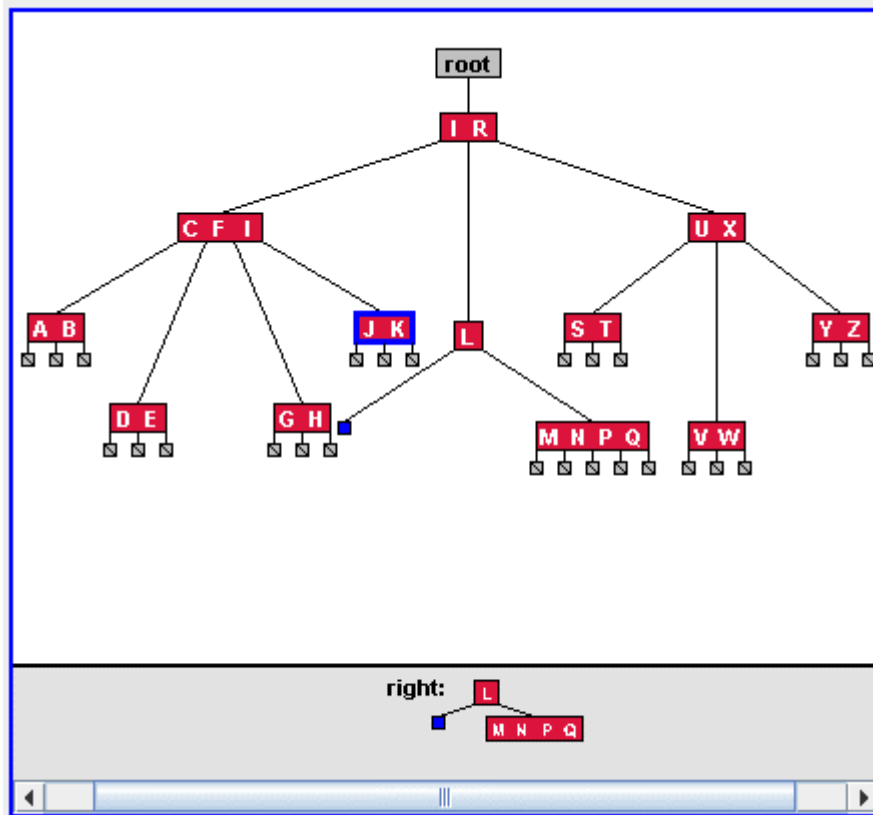 root
I R
C F I
U X
A B
J K
L
S T
Y Z
D E
G H
M N P Q
V W
right:
L
M N P Q